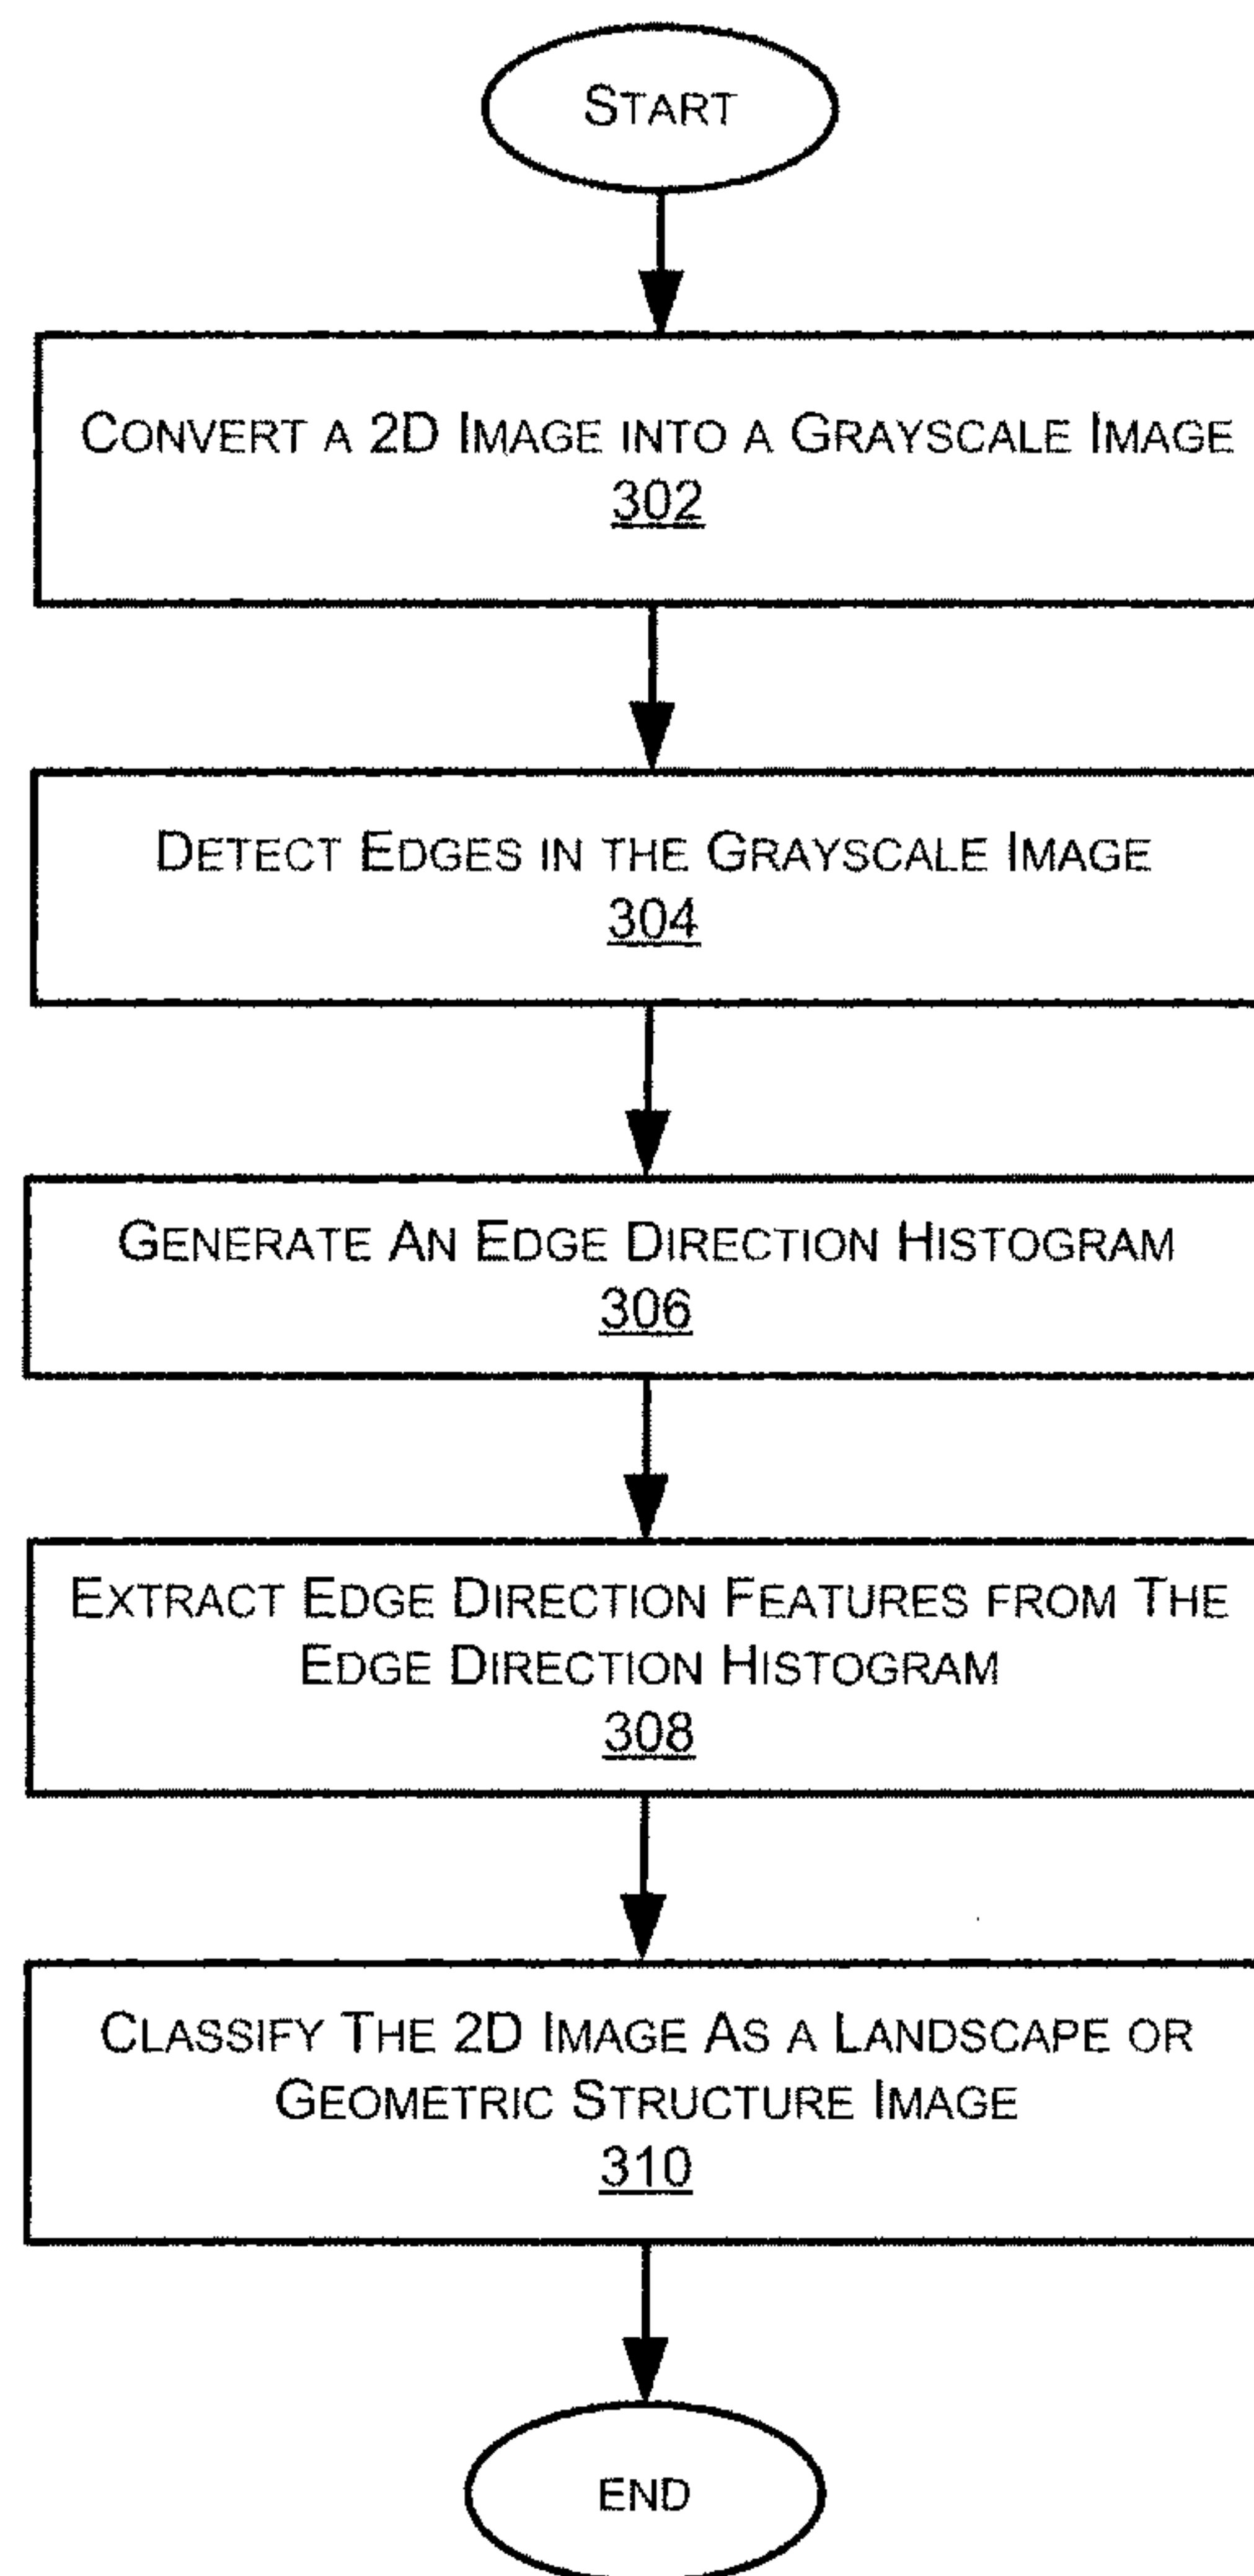 START
CONVERT A 2D IMAGE INTO A GRAYSCALE IMAGE
302
DETECT EDGES IN THE GRAYSCALE IMAGE
304
GENERATE AN EDGE DIRECTION HISTOGRAM
306
EXTRACT EDGE DIRECTION FEATURES FROM THE
EDGE DIRECTION HISTOGRAM
308
CLASSIFY THE 2D IMAGE AS A LANDSCAPE OR
GEOMETRIC STRUCTURE IMAGE
310
END